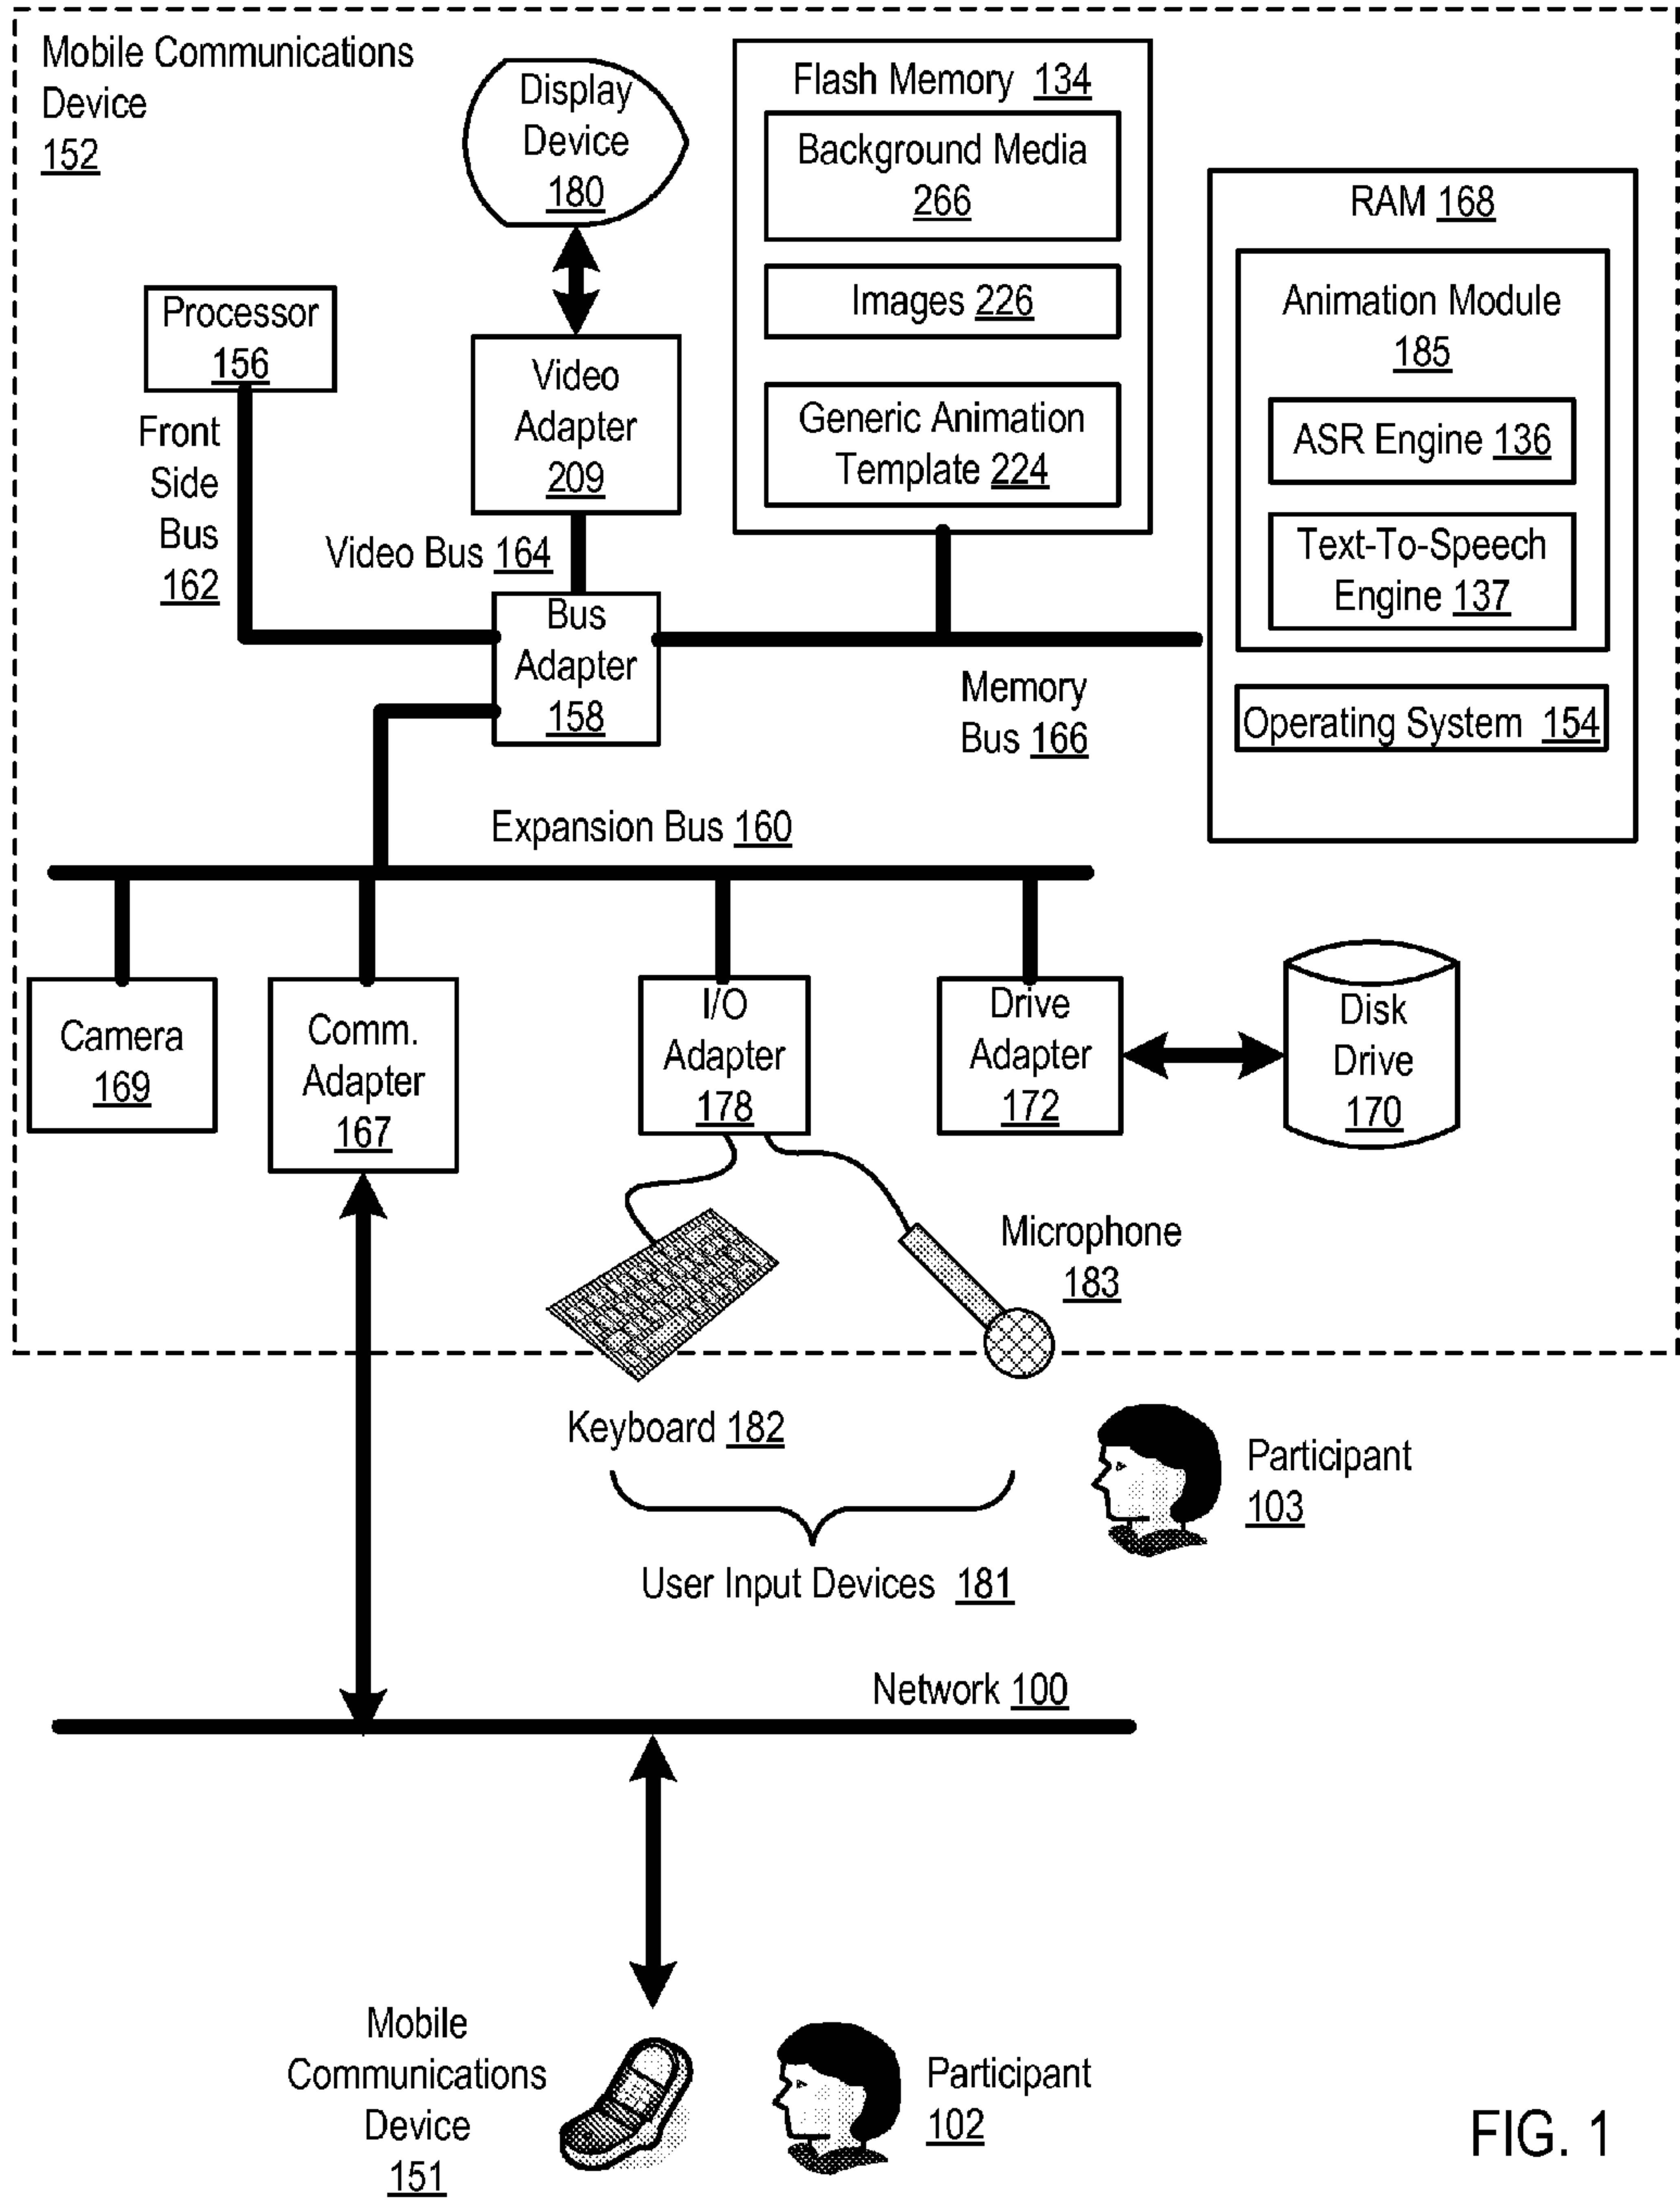 Mobile Communications
Device
152
Display
Device
180
Flash Memory 134
Background Media
266
Images 226
Generic Animation
Template 224
RAM 168
Animation Module
185
ASR Engine 136
Text-To-Speech
Engine 137
Operating System 154
Processor
156
Front
Side
Bus
162
Video
Adapter
209
Video Bus 164
Bus
Adapter
158
Memory
Bus 166
Expansion Bus 160
Camera
169
Comm.
Adapter
167
I/O
Adapter
178
Drive
Adapter
172
Disk
Drive
170
Microphone
183
Keyboard 182
Participant
103
User Input Devices 181
Network 100
Mobile
Communications
Device
151
Participant
102
FIG. 1